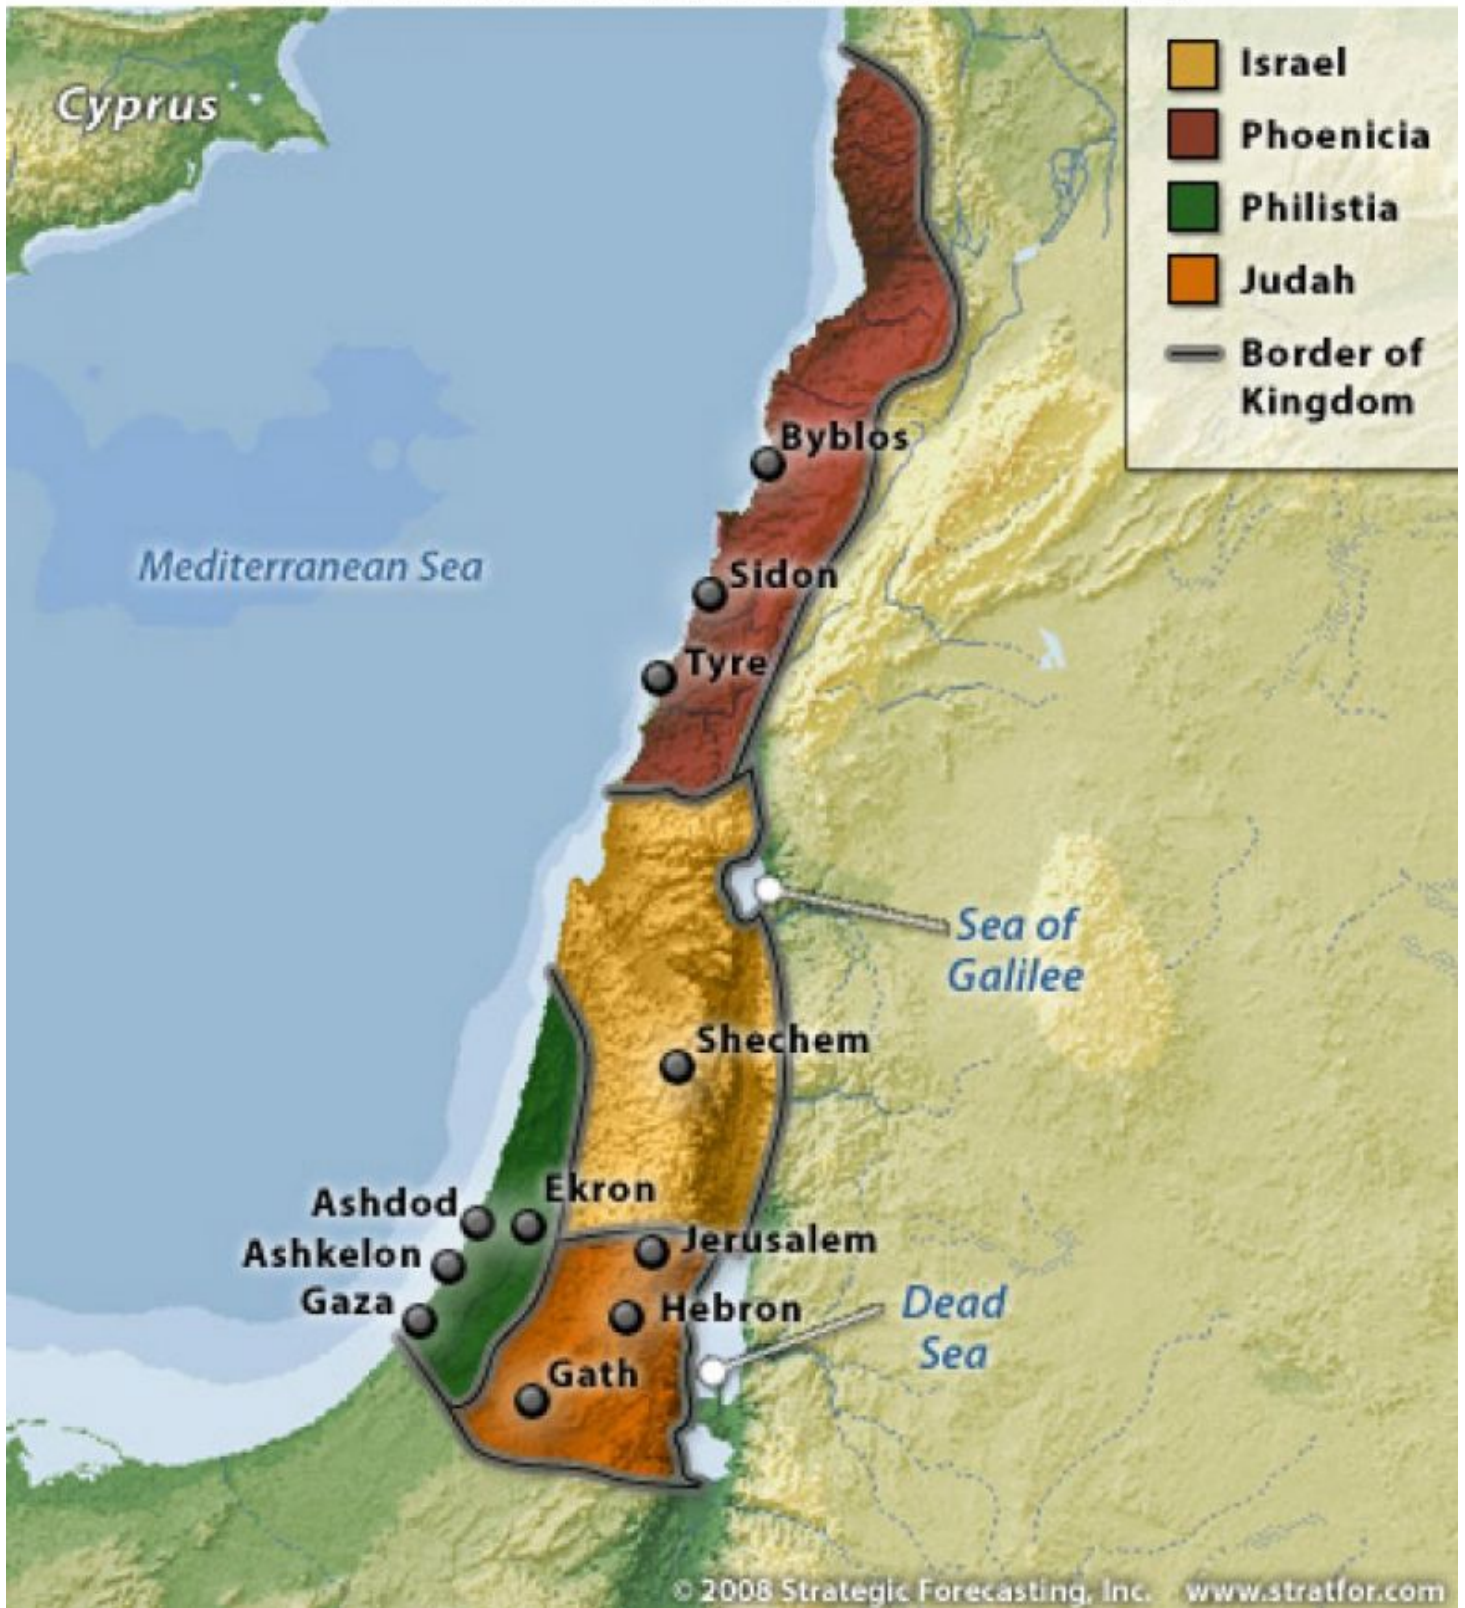 Cyprus
Israel
Phoenicia
Philistia
Judah
Border of
Kingdom
Byblos
Mediterranean Sea
Sidon
Tyre
Sea of
Galilee
Shechem
Ekron
Ashdod
Jerusalem
Ashkelon
Gaza
Hebron
Dead
Sea
Gath
© 2008 Strategic Forecasting, Inc. www.stratfor.com